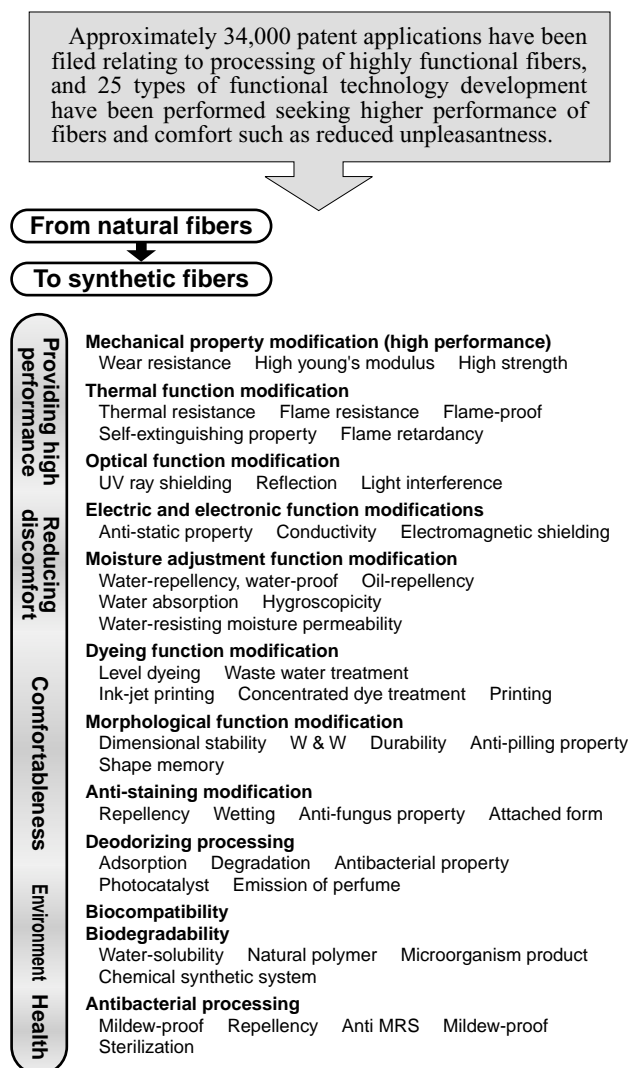 Approximately 34,000 patent applications have been
filed relating to processing of highly functional fibers,
and 25 types of functional technology development
have been performed seeking higher performance of
fibers and comfort such as reduced unpleasantness.
From natural fibers
To synthetic fibers
Providing high
performance
Mechanical property modification (high performance)
Wear resistance High young's modulus High strength
Thermal function modification
Thermal resistance Flame resistance Flame-proof
Self-extinguishing property Flame retardancy
Optical function modification
UV ray shielding Reflection Light interference
Reducing
discomfort
Electric and electronic function modifications
Anti-static property Conductivity Electromagnetic shielding
Moisture adjustment function modification
Water-repellency, water-proof Oil-repellency
Water absorption Hygroscopicity
Water-resisting moisture permeability
Comfortableness
Dyeing function modification
Level dyeing Waste water treatment
Ink-jet printing Concentrated dye treatment Printing
Morphological function modification
Dimensional stability W & W Durability Anti-pilling property
Shape memory
Anti-staining modification
Repellency Wetting Anti-fungus property Attached form
Deodorizing processing
Adsorption Degradation Antibacterial property
Photocatalyst Emission of perfume
Environment
Biocompatibility
Biodegradability
Water-solubility Natural polymer Microorganism product
Chemical synthetic system
Health
Antibacterial processing
Mildew-proof Repellency Anti MRS Mildew-proof
Sterilization